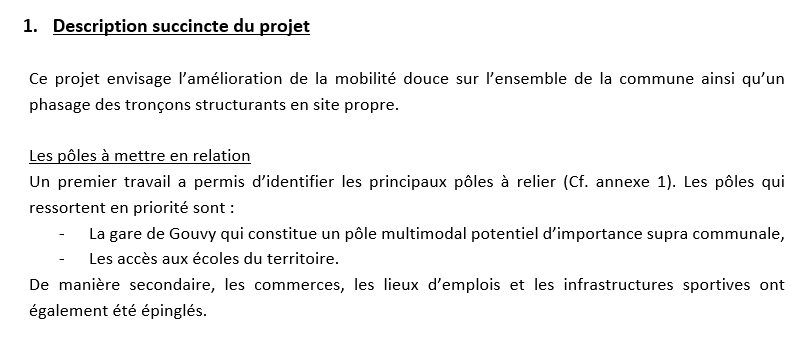 1. Description succincte du projet
Ce projet envisage l'amélioration de la mobilité douce sur l'ensemble de la commune ainsi qu'un
phasage des tronçons structurants en site propre.
Les pôles à mettre en relation
Un premier travail a permis d'identifier les principaux pôles à relier (Cf. annexe 1). Les pôles qui
ressortent en priorité sont :
- La gare de Gouvy qui constitue un pôle multimodal potentiel d'importance supra communale,
- Les accès aux écoles du territoire.
De manière secondaire, les commerces, les lieux d'emplois et les infrastructures sportives ont
également été épinglés.